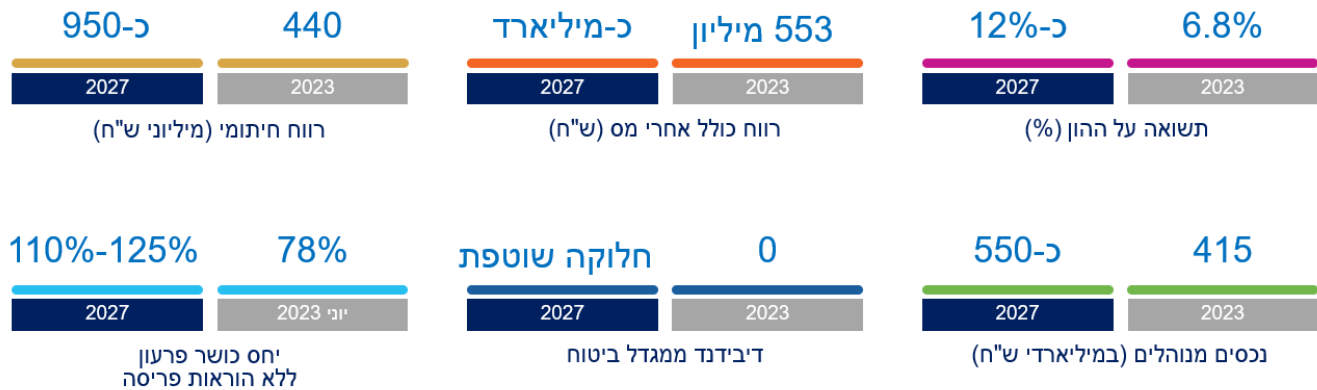 6.8%
כ-12%
2023
2027
תשואה על ההון (%)
553 מיליון
כ-מיליארד
2023
2027
רווח כולל אחרי מס (ש"ח)
440
כ-950
2023
2027
רווח חיתומי (מיליוני ש"ח)
415
כ-550
2023
2027
נכסים מנוהלים (במיליארדי ש"ח)
0
חלוקה שוטפת
2023
2027
דיבידנד ממגדל ביטוח
78%
110%-125%
יוני 2023
2027
יחס כושר פרעון
ללא הוראות פריסה